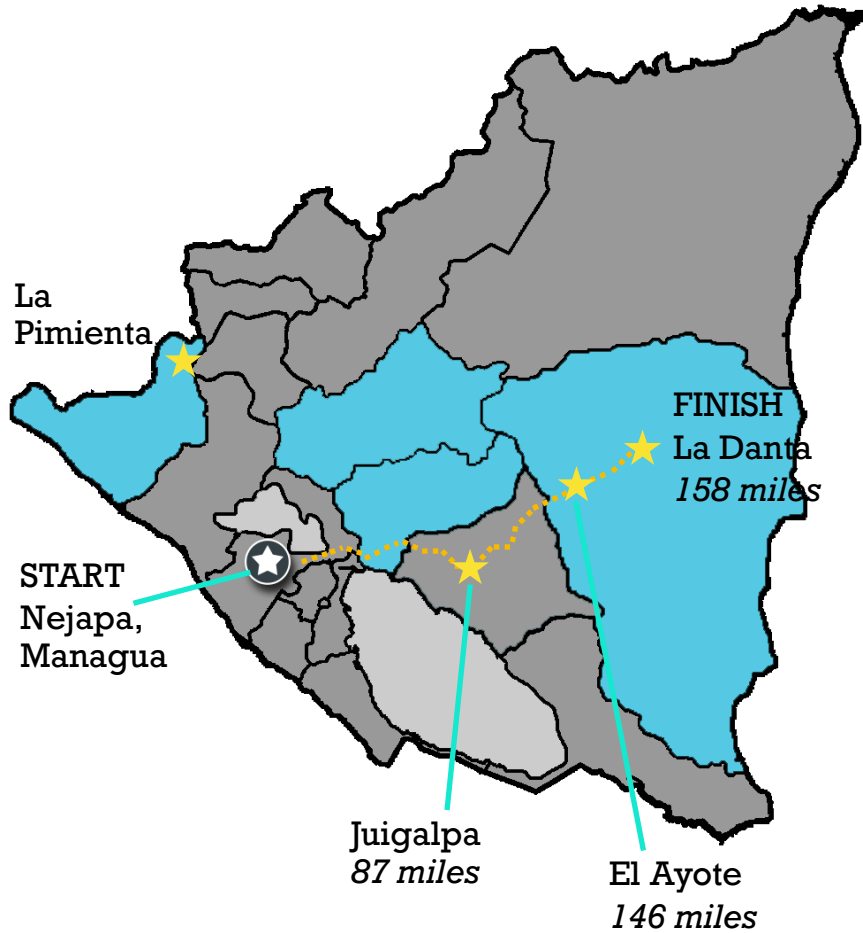 La
Pimienta
FINISH
La Danta
158 miles
START
Nejapa,
Managua
Juigalpa
87 miles
El Ayote
146 miles